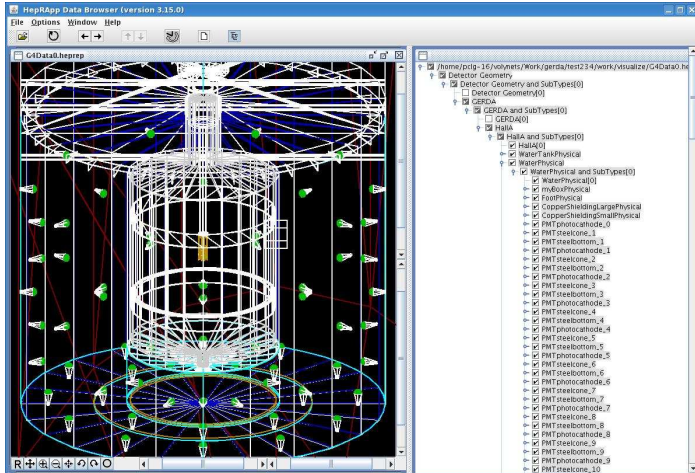 HepRApp Data Browser (version 3.15.0)
File Options Window Help
G4Data0.heprep
/home/pclg-16/volynets/Work/gerda/test234/work/visualize/G4Data0.he
Detector Geometry
Detector Geometry and SubTypes[0]
Detector Geometry[0]
GERDA
GERDA and SubTypes[0]
GERDA[0]
HallA
HallA and SubTypes[0]
HallA[0]
WaterTankPhysical
WaterPhysical
WaterPhysical and SubTypes[0]
WaterPhysical[0]
myBoxPhysical
FootPhysical
CopperShieldingLargePhysical
CopperShieldingSmallPhysical
PMTphotocathode_0
PMTsteelcone_1
PMTsteelbottom_1
PMTphotocathode_1
PMTsteelcone_2
PMTsteelbottom_2
PMTphotocathode_2
PMTsteelcone_3
PMTsteelbottom_3
PMTphotocathode_3
PMTsteelcone_4
PMTsteelbottom_4
PMTphotocathode_4
PMTsteelcone_5
PMTsteelbottom_5
PMTphotocathode_5
PMTsteelcone_6
PMTsteelbottom_6
PMTphotocathode_6
PMTsteelcone_7
PMTsteelbottom_7
PMTphotocathode_7
PMTsteelcone_8
PMTsteelbottom_8
PMTphotocathode_8
PMTsteelcone_9
PMTsteelbottom_9
PMTphotocathode_9
PMTsteelcone_10
R